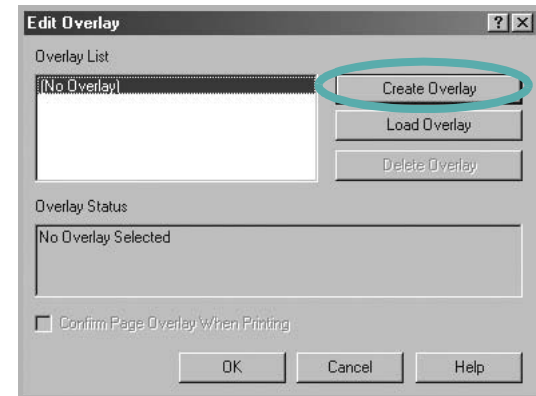 Edit Overlay
Overlay List
(No Overlay)
Create Overlay
Load Overlay
Delete Overlay
Overlay Status
No Overlay Selected
Confirm Page Overlay When Printing
OK Cancel Help